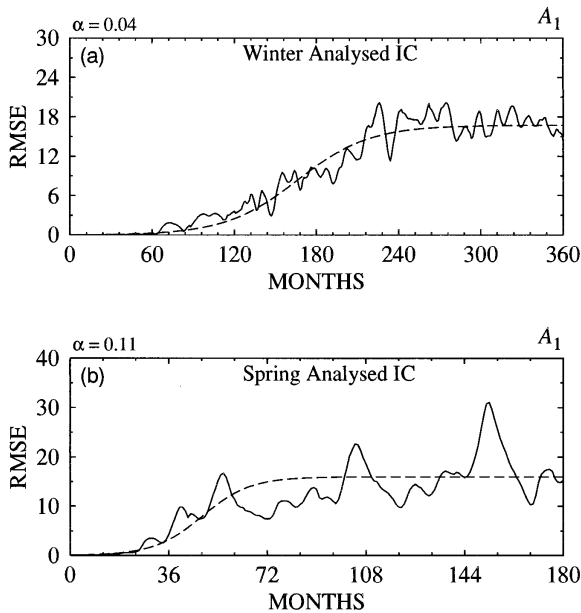 α = 0.04
A1
(a)
Winter Analysed IC
RMSE
30
24
18
12
6
0
0 60 120 180 240 300 360
MONTHS
α = 0.11
A1
(b)
Spring Analysed IC
RMSE
40
30
20
10
0
0 36 72 108 144 180
MONTHS